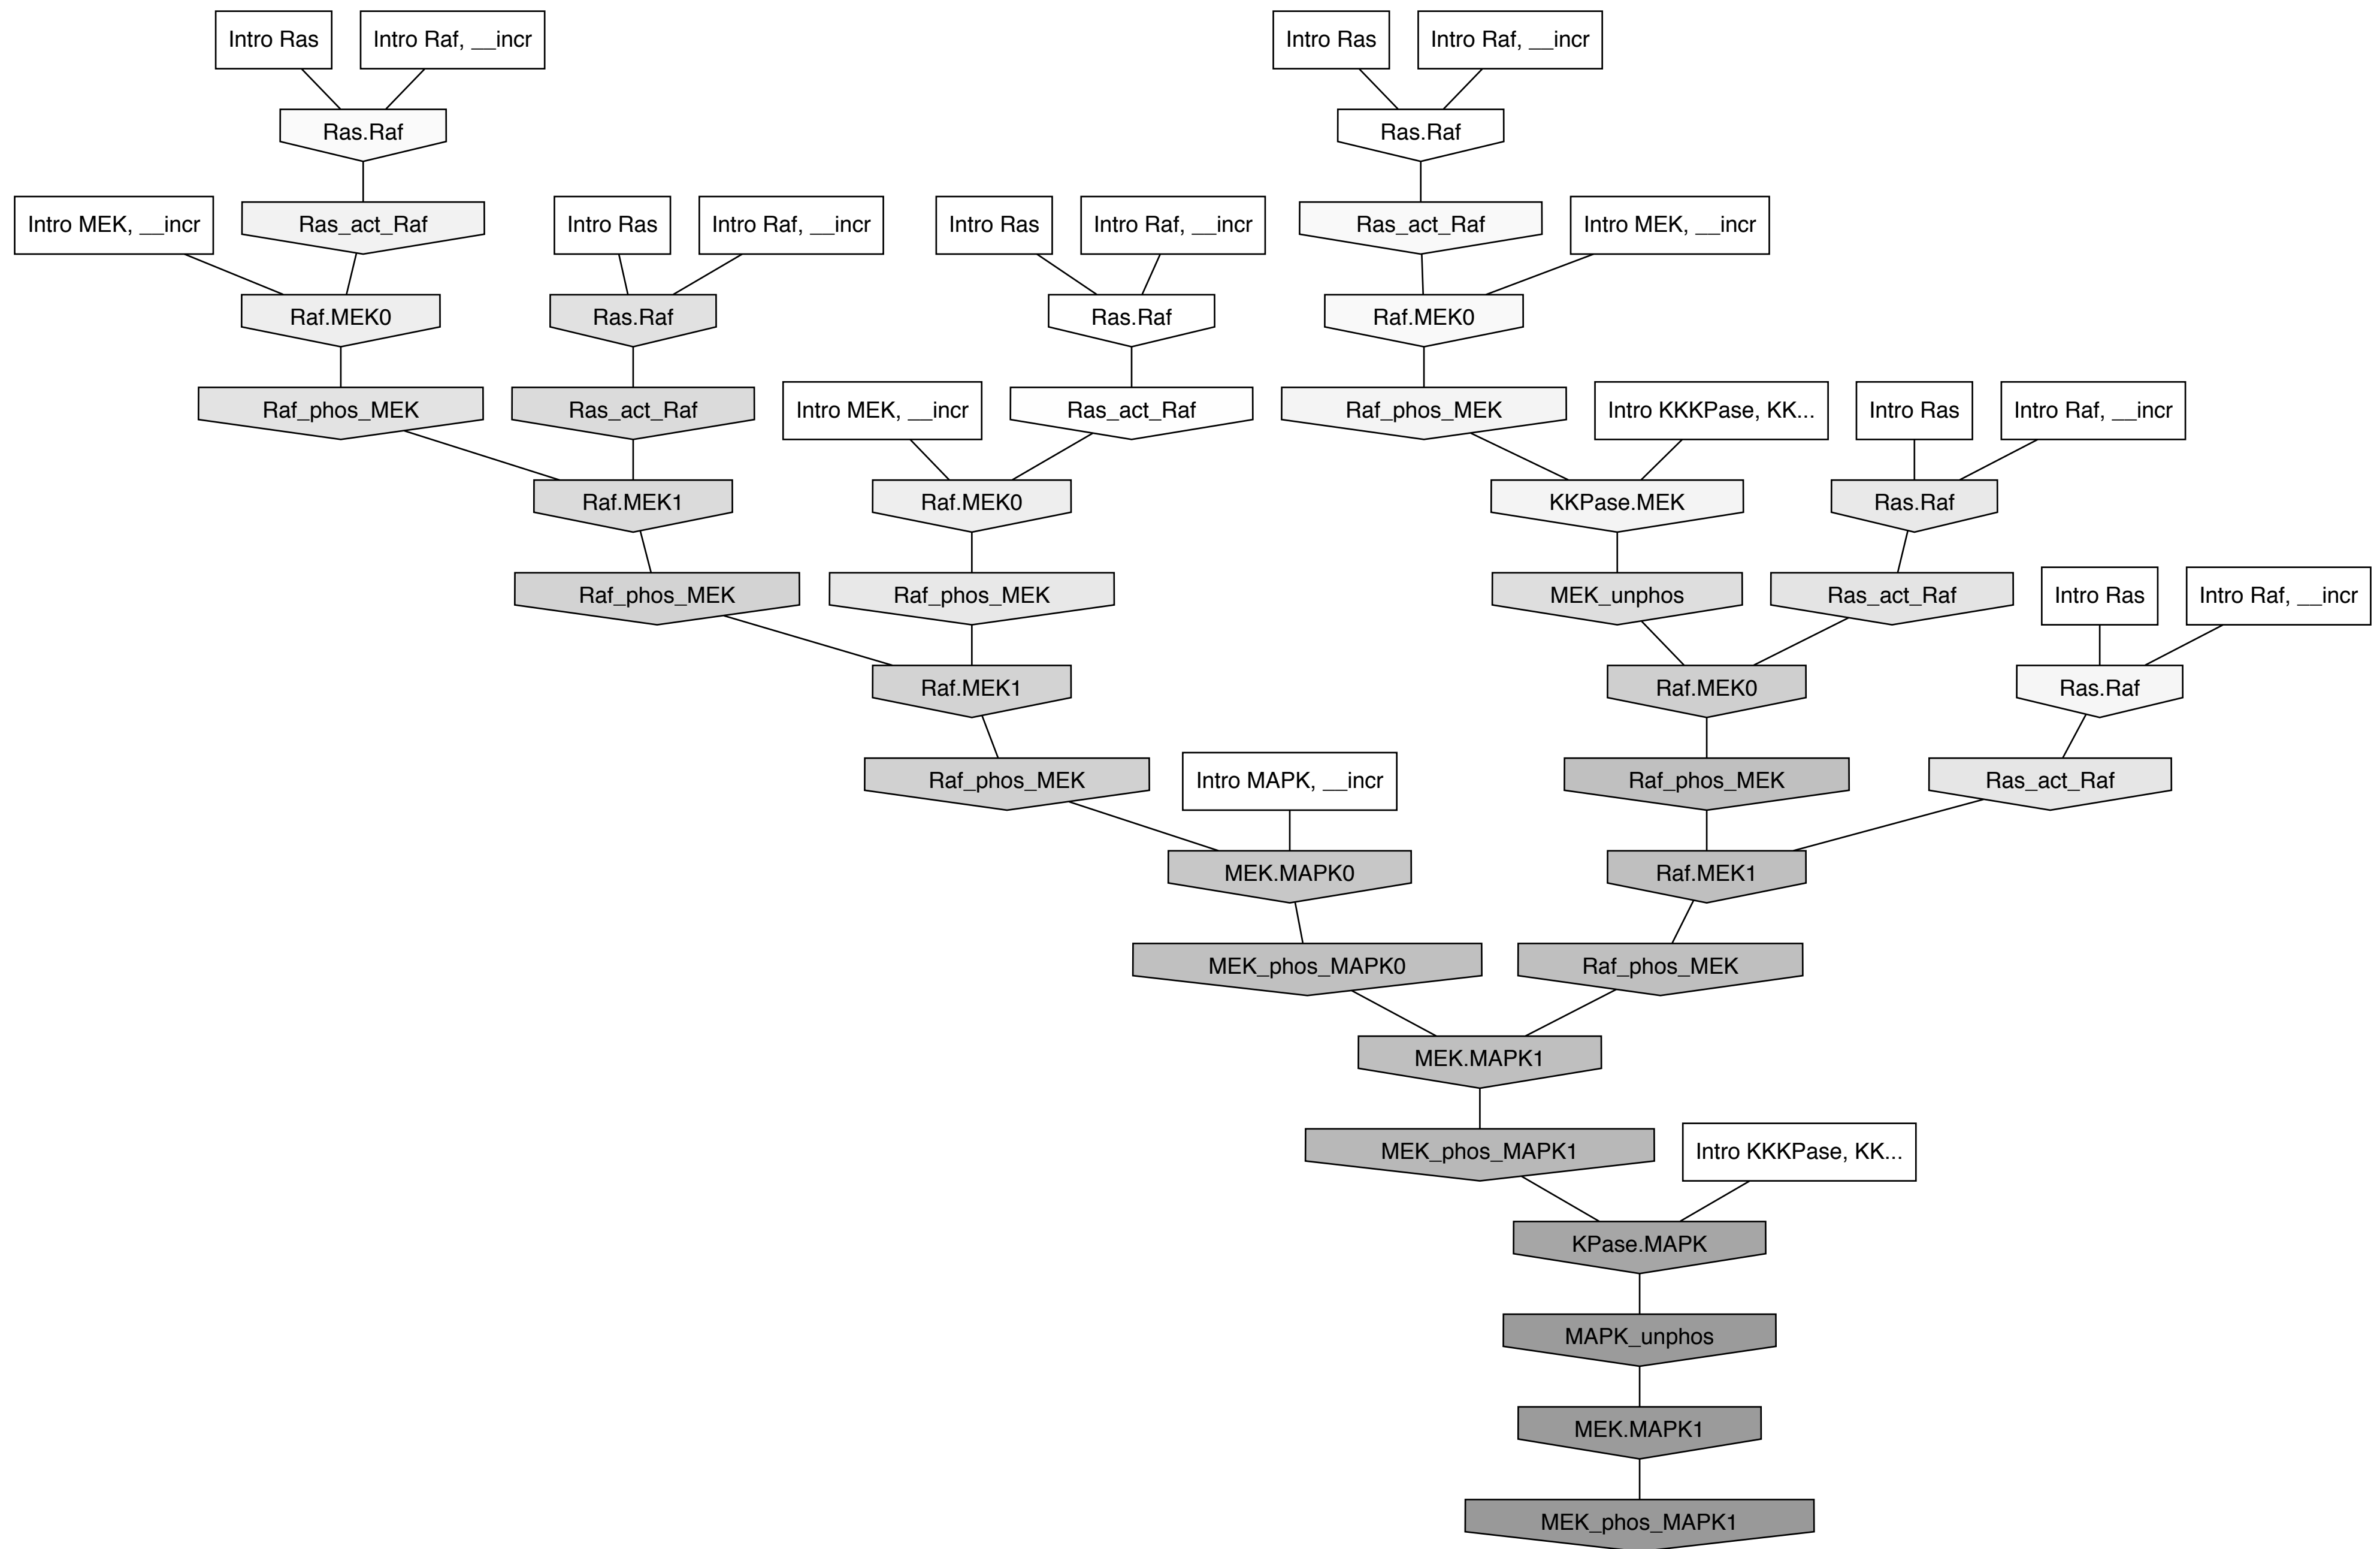 Intro Ras
Intro Raf, __incr
Intro Ras
Intro Raf, __incr
Ras.Raf
Ras.Raf
Intro MEK, __incr
Ras_act_Raf
Intro Ras
Intro Raf, __incr
Intro Ras
Intro Raf, __incr
Ras_act_Raf
Intro MEK, __incr
Raf.MEK0
Ras.Raf
Ras.Raf
Raf.MEK0
Raf_phos_MEK
Ras_act_Raf
Intro MEK, __incr
Ras_act_Raf
Raf_phos_MEK
Intro KKKPase, KK...
Intro Ras
Intro Raf, __incr
Raf.MEK1
Raf.MEK0
KKPase.MEK
Ras.Raf
Raf_phos_MEK
Raf_phos_MEK
MEK_unphos
Ras_act_Raf
Intro Ras
Intro Raf, __incr
Raf.MEK1
Raf.MEK0
Ras.Raf
Raf_phos_MEK
Intro MAPK, __incr
Raf_phos_MEK
Ras_act_Raf
MEK.MAPK0
Raf.MEK1
MEK_phos_MAPK0
Raf_phos_MEK
MEK.MAPK1
MEK_phos_MAPK1
Intro KKKPase, KK...
KPase.MAPK
MAPK_unphos
MEK.MAPK1
MEK_phos_MAPK1